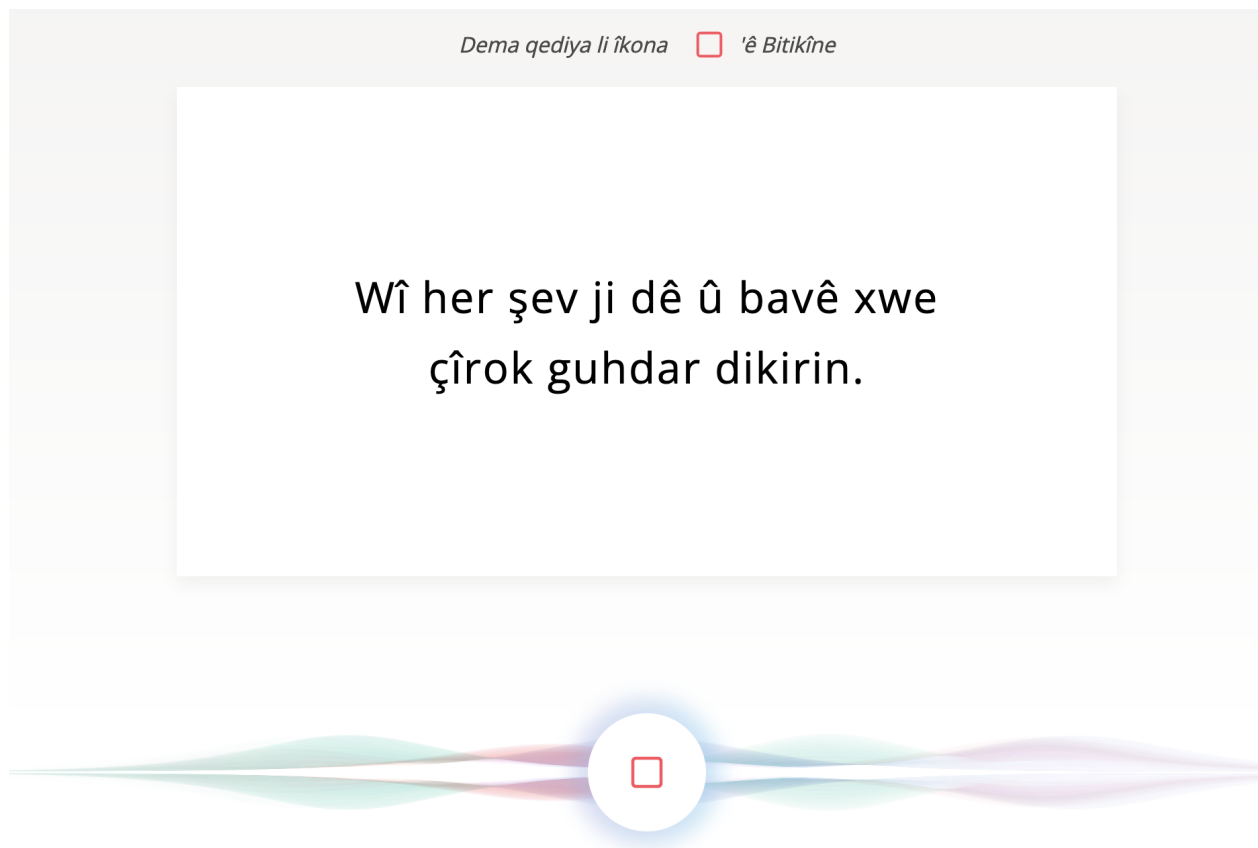 Dema qediya li îkona 'ê Bitikîne
Wî her şev ji dê û bavê xwe
çîrok guhdar dikirin.